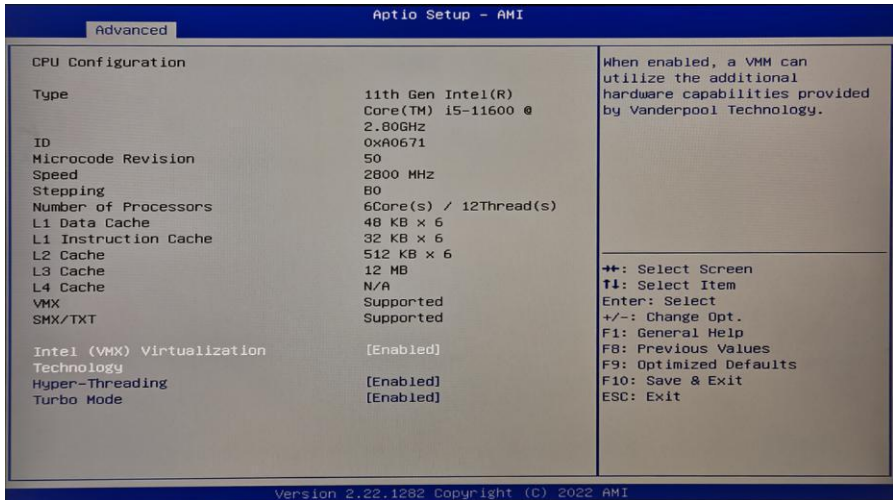 Aptio Setup - AMI
Advanced
CPU Configuration
Type 11th Gen Intel(R)
Core(TM) i5-11600 @
2.80GHz
ID 0xA0671
Microcode Revision 50
Speed 2800 MHz
Stepping B0
Number of Processors 6Core(s) / 12Thread(s)
L1 Data Cache 48 KB x 6
L1 Instruction Cache 32 KB x 6
L2 Cache 512 KB x 6
L3 Cache 12 MB
L4 Cache N/A
VMX Supported
SMX/TXT Supported
Intel (VMX) Virtualization [Enabled]
Technology
Hyper-Threading [Enabled]
Turbo Mode [Enabled]
When enabled, a VMM can
utilize the additional
hardware capabilities provided
by Vanderpool Technology.
→←: Select Screen
↑↓: Select Item
Enter: Select
+/-: Change Opt.
F1: General Help
F8: Previous Values
F9: Optimized Defaults
F10: Save & Exit
ESC: Exit
Version 2.22.1282 Copyright (C) 2022 AMI